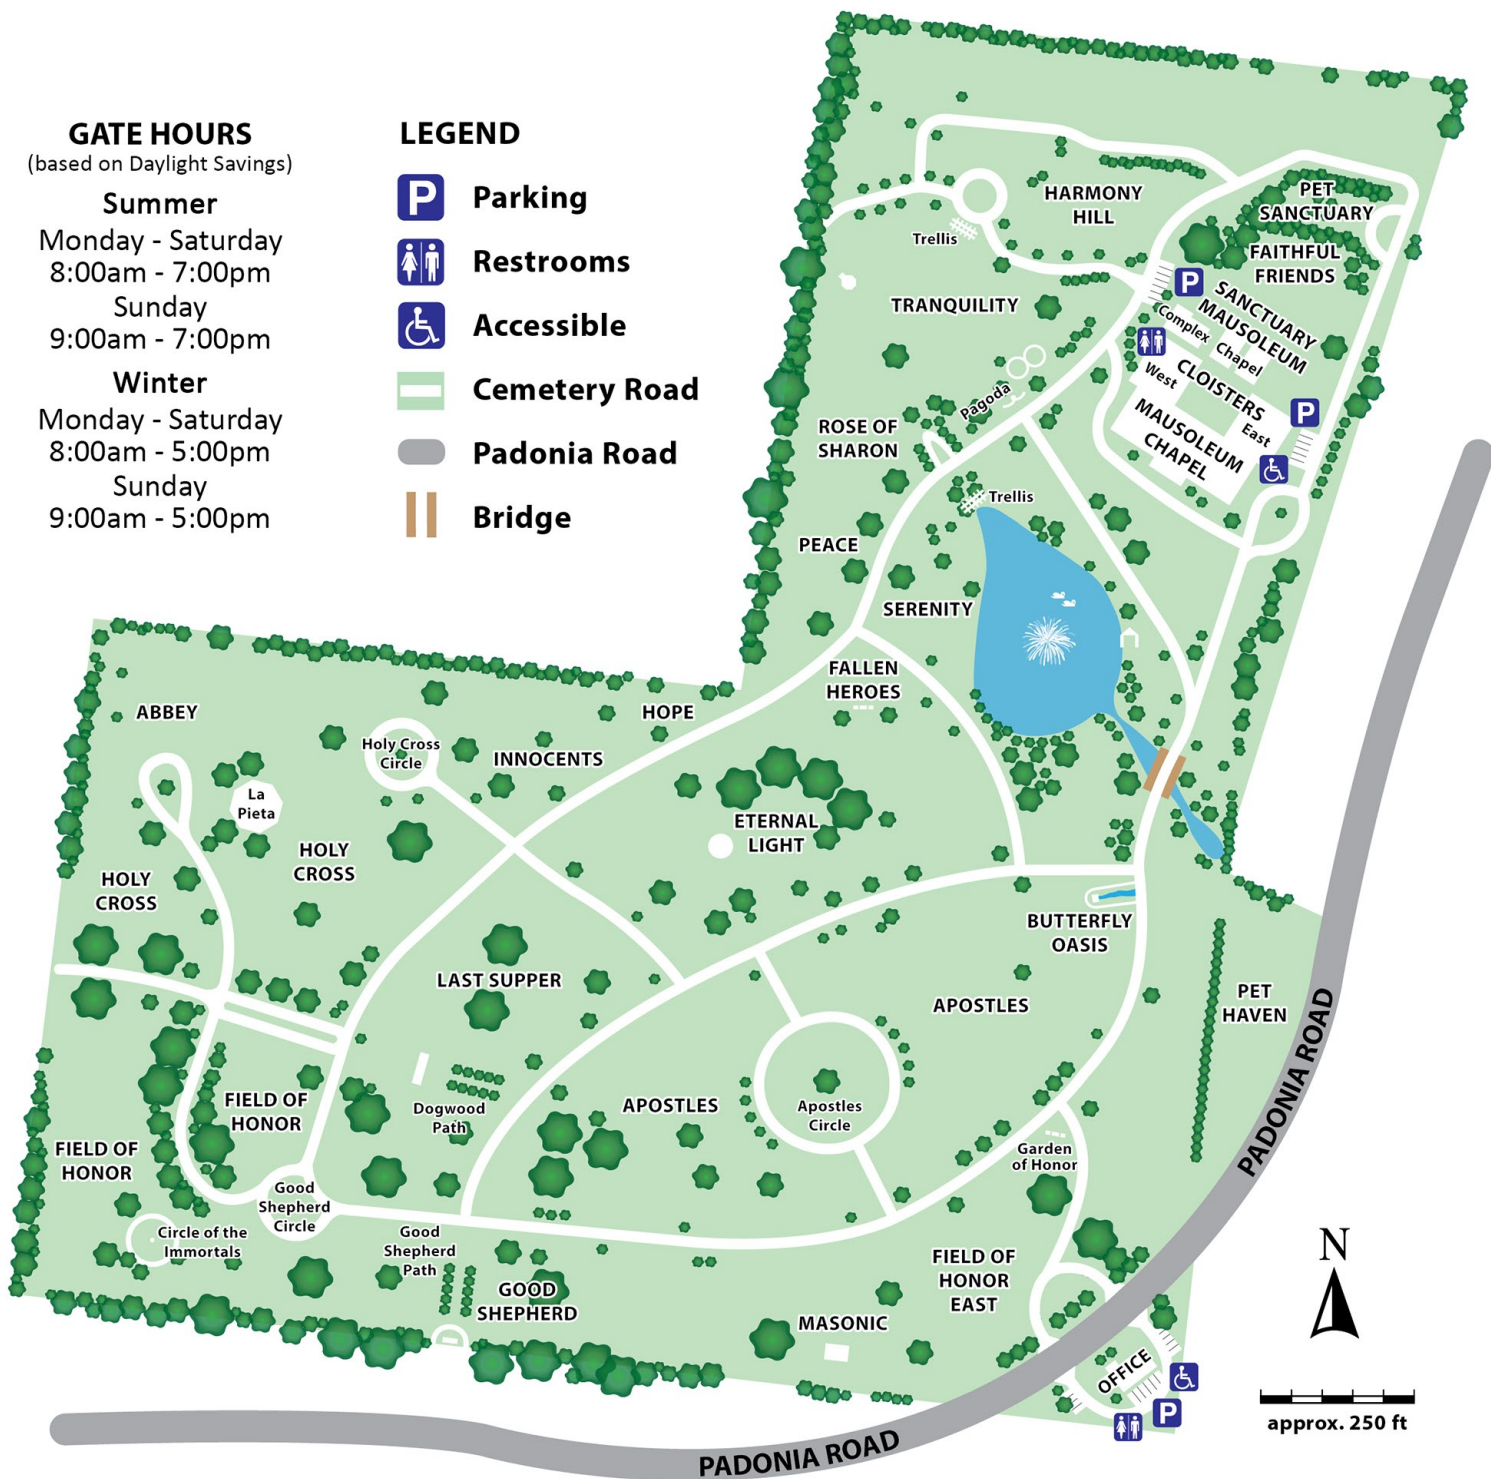 GATE HOURS
(based on Daylight Savings)
Summer
Monday - Saturday
8:00am - 7:00pm
Sunday
9:00am - 7:00pm
Winter
Monday - Saturday
8:00am - 5:00pm
Sunday
9:00am - 5:00pm
LEGEND
P Parking
Restrooms
Accessible
Cemetery Road
Padonia Road
Bridge
HARMONY
HILL
PET
SANCTUARY
Trellis
FAITHFUL
FRIENDS
P
TRANQUILITY
SANCTUARY
MAUSOLEUM
Complex
Chapel
West
CLOISTERS
East
P
MAUSOLEUM
CHAPEL
Pagoda
ROSE OF
SHARON
Trellis
PEACE
SERENITY
FALLEN
HEROES
ABBEY
HOPE
Holy Cross
Circle
INNOCENTS
La
Pieta
ETERNAL
LIGHT
HOLY
CROSS
HOLY
CROSS
BUTTERFLY
OASIS
LAST SUPPER
APOSTLES
PET
HAVEN
PADONIA ROAD
FIELD OF
HONOR
Dogwood
Path
APOSTLES
Apostles
Circle
FIELD OF
HONOR
Garden
of Honor
Good
Shepherd
Circle
Circle of the
Immortals
Good
Shepherd
Path
GOOD
SHEPHERD
FIELD OF
HONOR
EAST
MASONIC
N
OFFICE
P
approx. 250 ft
PADONIA ROAD